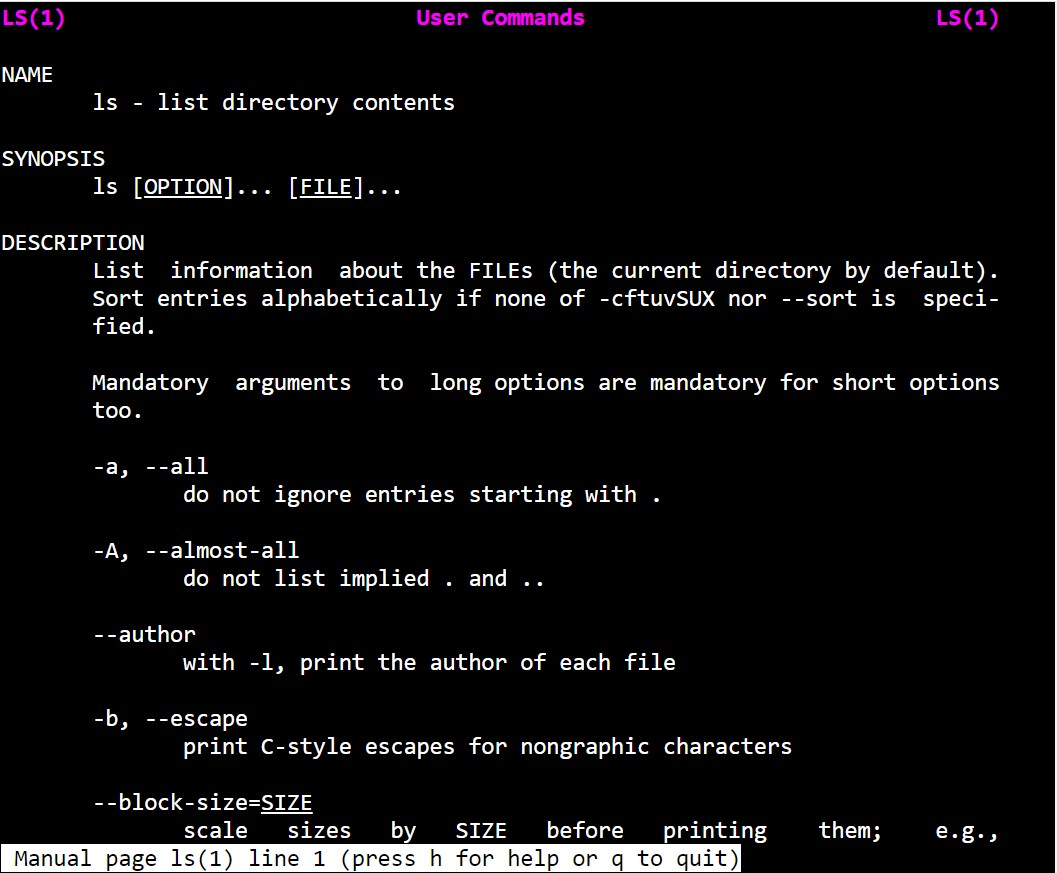 LS(1) User Commands LS(1)
NAME
ls - list directory contents
SYNOPSIS
ls [OPTION]... [FILE]...
DESCRIPTION
List information about the FILEs (the current directory by default).
Sort entries alphabetically if none of -cftuvSUX nor --sort is speci-
fied.
Mandatory arguments to long options are mandatory for short options
too.
-a, --all
do not ignore entries starting with .
-A, --almost-all
do not list implied . and ..
--author
with -l, print the author of each file
-b, --escape
print C-style escapes for nongraphic characters
--block-size=SIZE
scale sizes by SIZE before printing them; e.g.,
Manual page ls(1) line 1 (press h for help or q to quit)